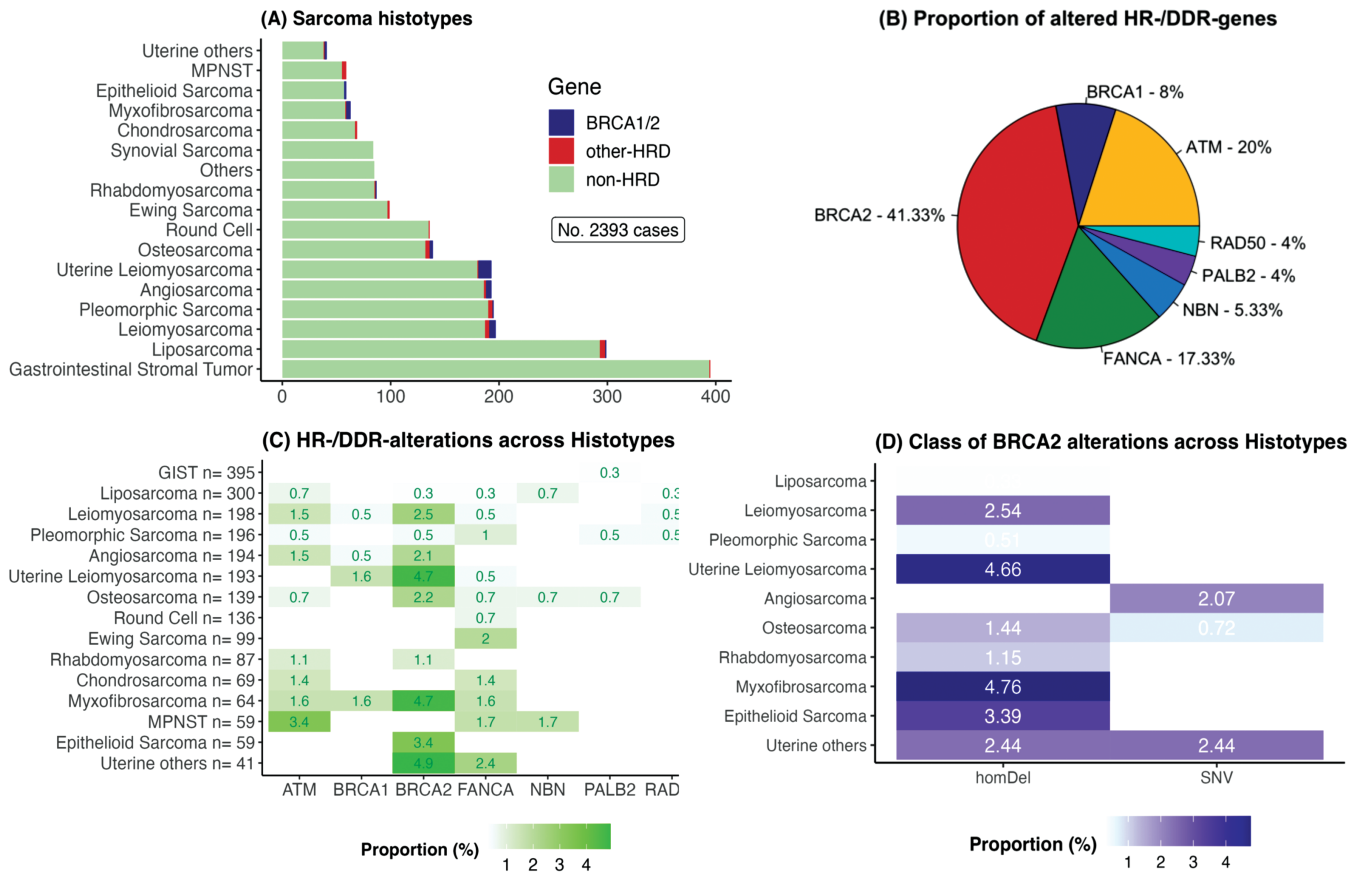 (A) Sarcoma histotypes
Uterine others
MPNST
Epithelioid Sarcoma
Myxofibrosarcoma
Chondrosarcoma
Synovial Sarcoma
Others
Rhabdomyosarcoma
Ewing Sarcoma
Round Cell
Osteosarcoma
Uterine Leiomyosarcoma
Angiosarcoma
Pleomorphic Sarcoma
Leiomyosarcoma
Liposarcoma
Gastrointestinal Stromal Tumor
0 100 200 300 400
Gene
BRCA1/2
other-HRD
non-HRD
No. 2393 cases
(B) Proportion of altered HR-/DDR-genes
BRCA1 - 8%
ATM - 20%
BRCA2 - 41.33%
RAD50 - 4%
PALB2 - 4%
NBN - 5.33%
FANCA - 17.33%
(C) HR-/DDR-alterations across Histotypes
GIST n= 395 0.3
Liposarcoma n= 300 0.7 0.3 0.3 0.7 0.3
Leiomyosarcoma n= 198 1.5 0.5 2.5 0.5 0.5
Pleomorphic Sarcoma n= 196 0.5 0.5 1 0.5 0.5
Angiosarcoma n= 194 1.5 0.5 2.1
Uterine Leiomyosarcoma n= 193 1.6 4.7 0.5
Osteosarcoma n= 139 0.7 2.2 0.7 0.7 0.7
Round Cell n= 136 0.7
Ewing Sarcoma n= 99 2
Rhabdomyosarcoma n= 87 1.1 1.1
Chondrosarcoma n= 69 1.4 1.4
Myxofibrosarcoma n= 64 1.6 1.6 4.7 1.6
MPNST n= 59 3.4 1.7 1.7
Epithelioid Sarcoma n= 59 3.4
Uterine others n= 41 4.9 2.4
ATM BRCA1 BRCA2 FANCA NBN PALB2 RAD
Proportion (%)
1 2 3 4
(D) Class of BRCA2 alterations across Histotypes
Liposarcoma
Leiomyosarcoma 2.54
Pleomorphic Sarcoma 0.51
Uterine Leiomyosarcoma 4.66
Angiosarcoma 2.07
Osteosarcoma 1.44 0.72
Rhabdomyosarcoma 1.15
Myxofibrosarcoma 4.76
Epithelioid Sarcoma 3.39
Uterine others 2.44 2.44
homDel SNV
Proportion (%)
1 2 3 4